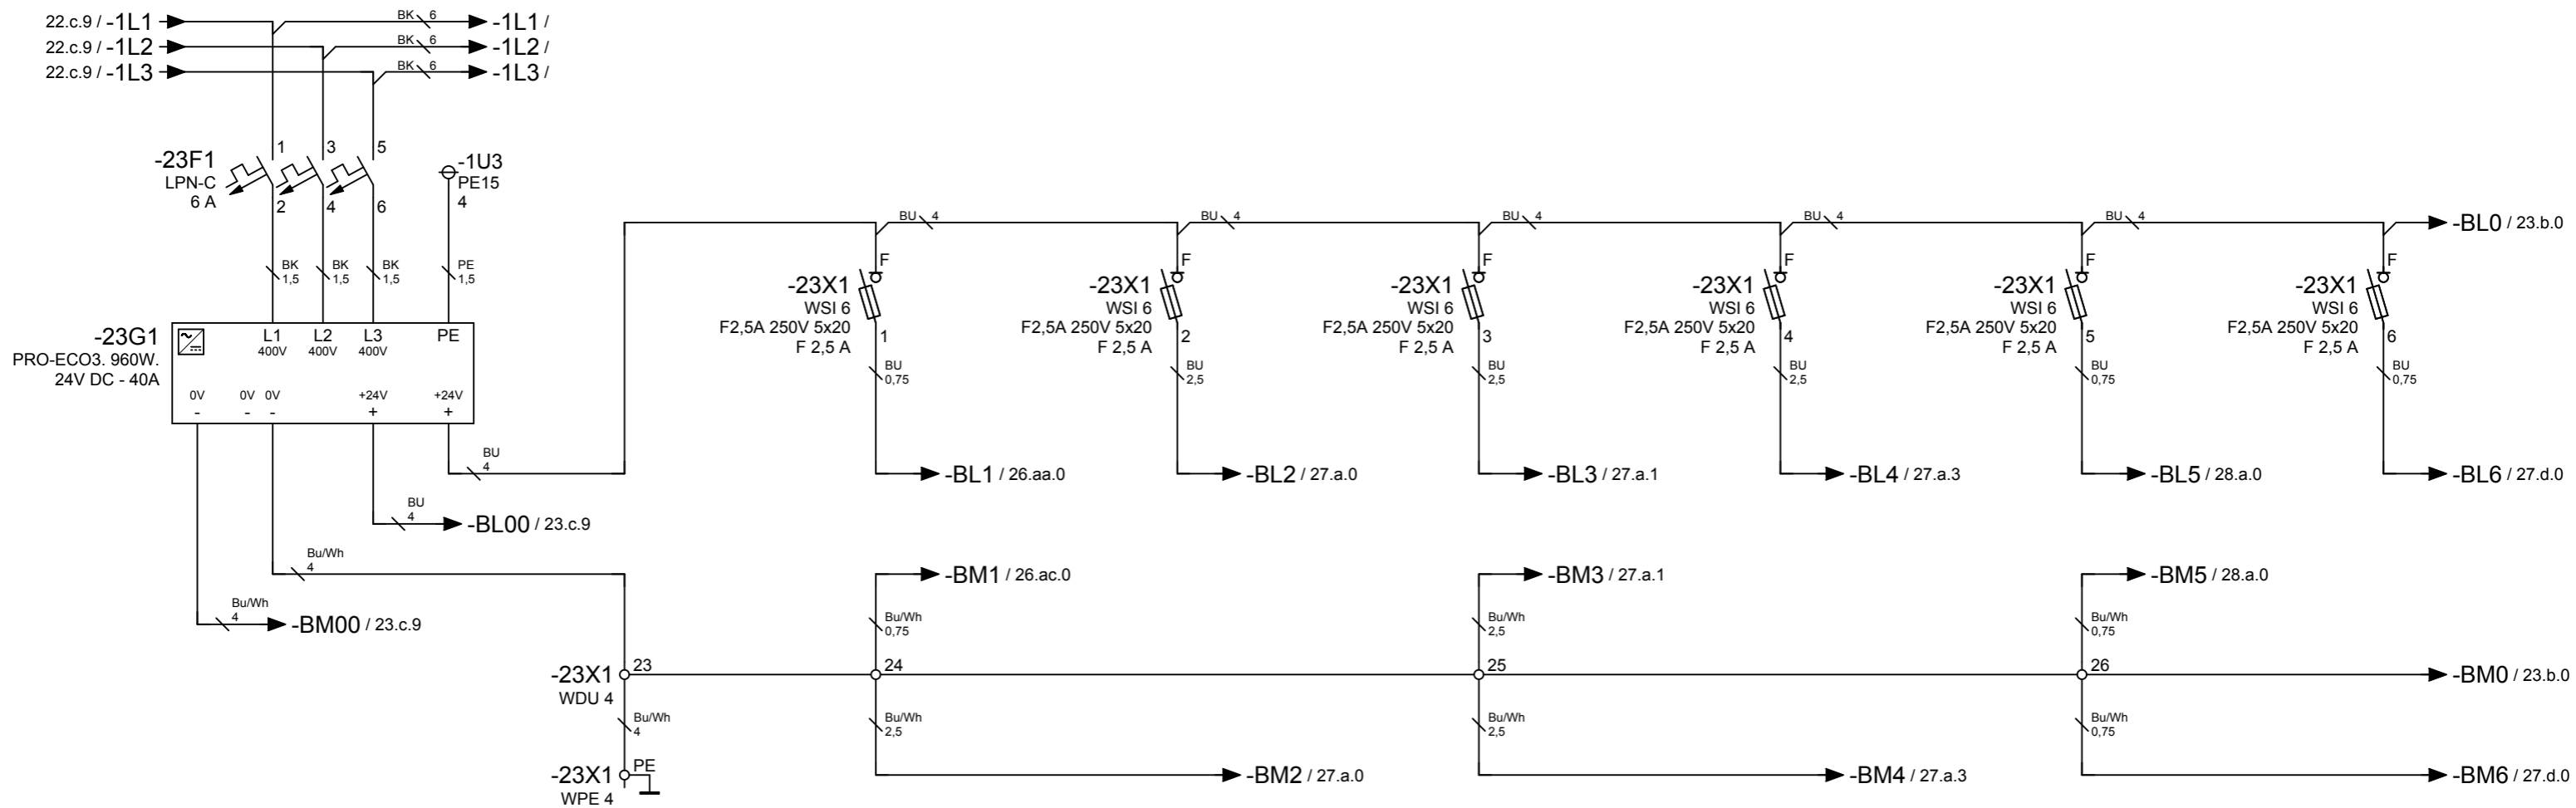 22.c.9 / -1L1
BK 6
-1L1 /
22.c.9 / -1L2
BK 6
-1L2 /
22.c.9 / -1L3
BK 6
-1L3 /
1 3 5
-23F1
LPN-C
6 A
2 4 6
-1U3
PE15
4
BK
1,5
BK
1,5
BK
1,5
PE
1,5
-23G1
PRO-ECO3. 960W.
24V DC - 40A
L1
400V
L2
400V
L3
400V
PE
0V
-
0V 0V
- -
+24V
+
+24V
+
BU
4
BU
4
-BL00 / 23.c.9
Bu/Wh
4
Bu/Wh
4
-BM00 / 23.c.9
BU 4
BU 4
BU 4
BU 4
BU 4
-BL0 / 23.b.0
F
-23X1
WSI 6
F2,5A 250V 5x20
F 2,5 A
1
BU
0,75
-BL1 / 26.aa.0
F
-23X1
WSI 6
F2,5A 250V 5x20
F 2,5 A
2
BU
2,5
-BL2 / 27.a.0
F
-23X1
WSI 6
F2,5A 250V 5x20
F 2,5 A
3
BU
2,5
-BL3 / 27.a.1
F
-23X1
WSI 6
F2,5A 250V 5x20
F 2,5 A
4
BU
2,5
-BL4 / 27.a.3
F
-23X1
WSI 6
F2,5A 250V 5x20
F 2,5 A
5
BU
0,75
-BL5 / 28.a.0
F
-23X1
WSI 6
F2,5A 250V 5x20
F 2,5 A
6
BU
0,75
-BL6 / 27.d.0
-BM1 / 26.ac.0
Bu/Wh
0,75
-BM3 / 27.a.1
Bu/Wh
2,5
-BM5 / 28.a.0
Bu/Wh
0,75
-23X1
WDU 4
23
24
25
26
-BM0 / 23.b.0
Bu/Wh
4
Bu/Wh
2,5
Bu/Wh
2,5
Bu/Wh
0,75
-23X1
WPE 4
PE
-BM2 / 27.a.0
-BM4 / 27.a.3
-BM6 / 27.d.0